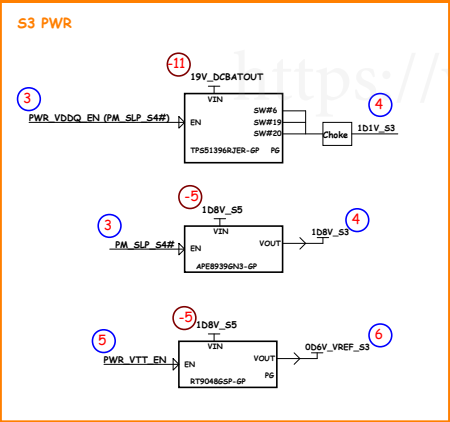 S3 PWR
https://
-11
19V_DCBATOUT
3
VIN
4
PWR_VDDQ_EN (PM_SLP_S4#)
EN
SW#6
SW#19
SW#20
Choke
1D1V_S3
TPS51396RJER-GP
PG
-5
1D8V_S5
3
VIN
4
PM_SLP_S4#
EN
VOUT
1D8V_S3
APE8939GN3-GP
-5
1D8V_S5
5
VIN
6
PWR_VTT_EN
EN
VOUT
0D6V_VREF_S3
PG
RT9048GSP-GP